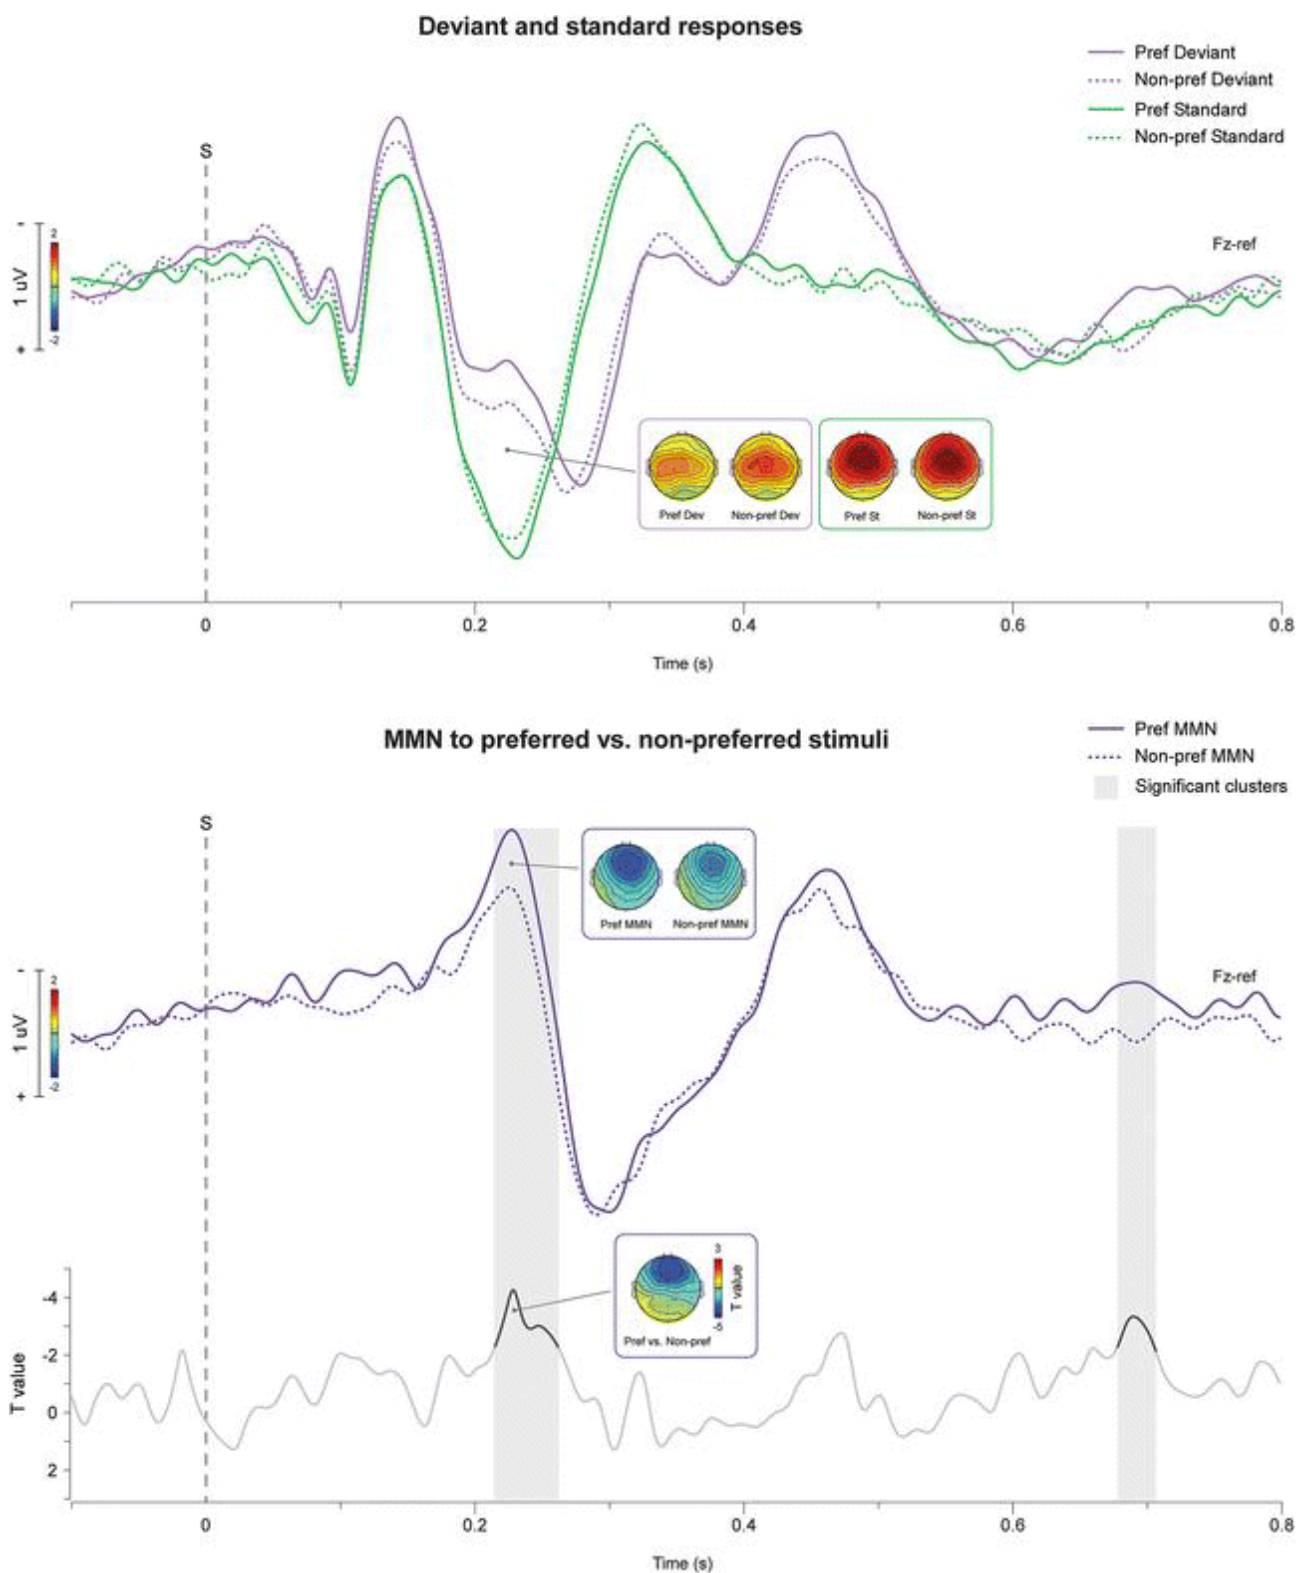 Deviant and standard responses
Pref Deviant
Non-pref Deviant
Pref Standard
Non-pref Standard
S
-
2
1 uV
-2
+
Fz-ref
Pref Dev
Non-pref Dev
Pref St
Non-pref St
0
0.2
0.4
0.6
0.8
Time (s)
MMN to preferred vs. non-preferred stimuli
Pref MMN
Non-pref MMN
Significant clusters
S
Pref MMN
Non-pref MMN
-
2
1 uV
-2
+
Fz-ref
T value
-4
-2
0
2
3
T value
Pref vs. Non-pref
0
0.2
0.4
0.6
0.8
Time (s)